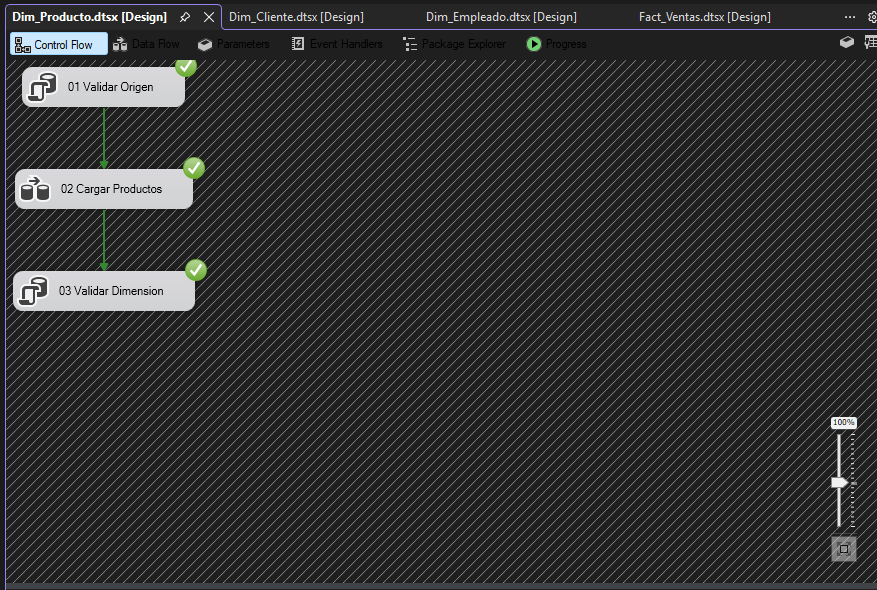 Dim_Producto.dtsx [Design] Dim_Cliente.dtsx [Design] Dim_Empleado.dtsx [Design] Fact_Ventas.dtsx [Design]
Control Flow Data Flow Parameters Event Handlers Package Explorer Progress
01 Validar Origen
02 Cargar Productos
03 Validar Dimension
100%